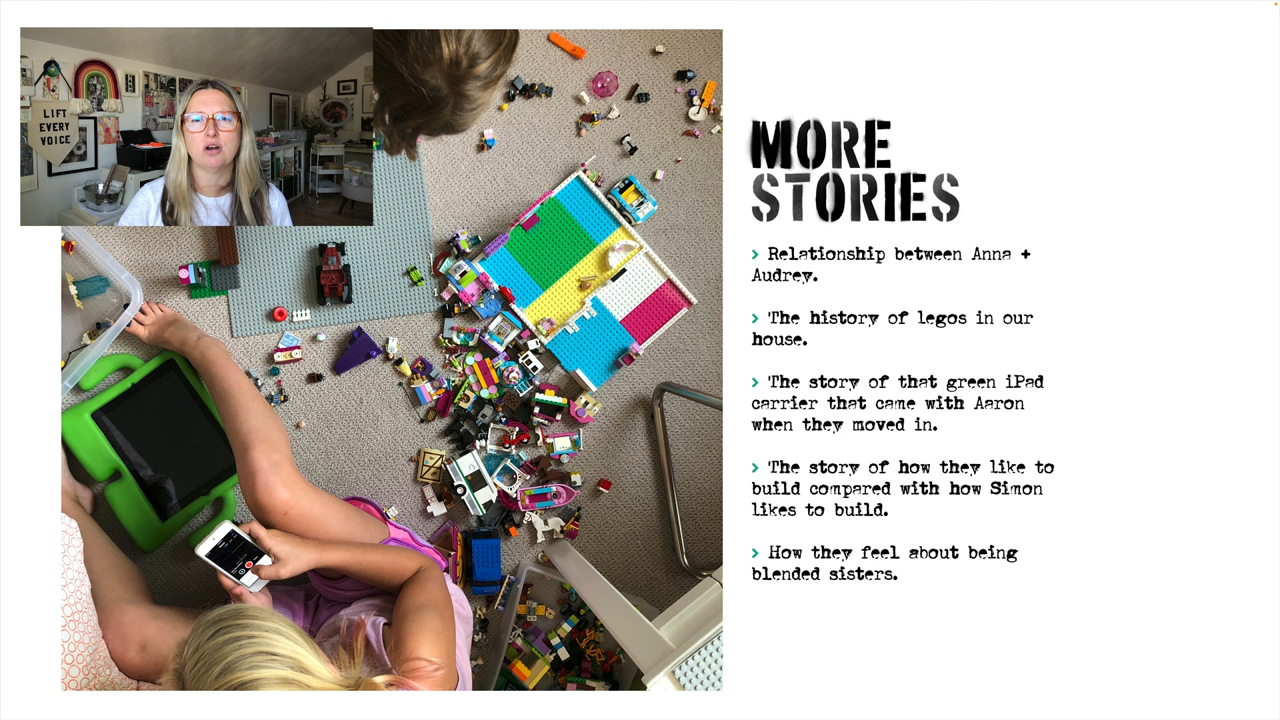 LIFT
EVERY
VOICE
MORE
STORIES
> Relationship between Anna +
Audrey.
> The history of legos in our
house.
> The story of that green iPad
carrier that came with Aaron
when they moved in.
> The story of how they like to
build compared with how Simon
likes to build.
> How they feel about being
blended sisters.